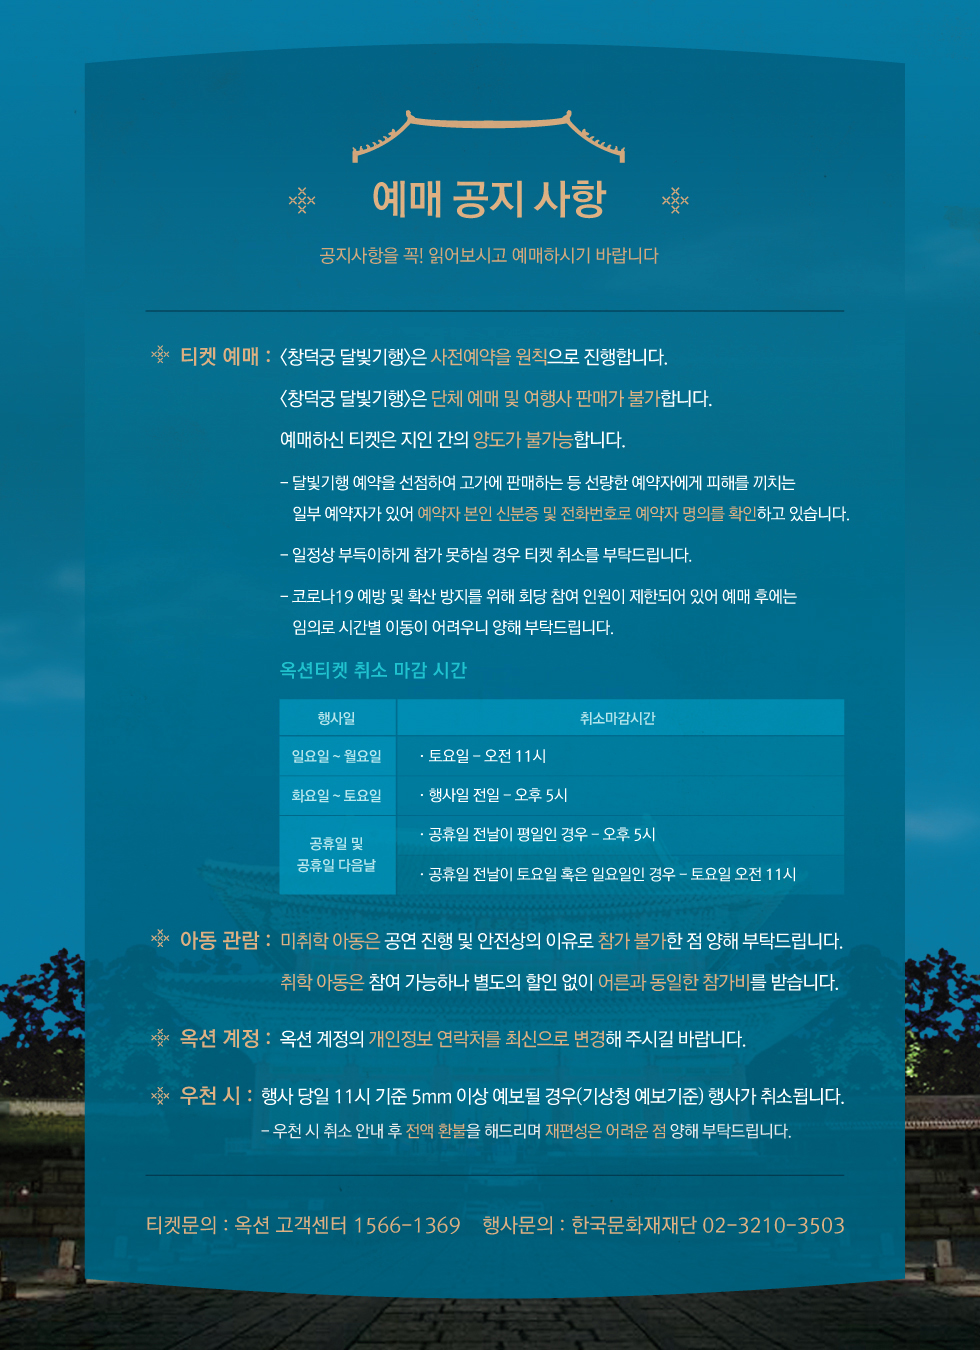 예매 공지 사항
공지사항을 꼭! 읽어보시고 예매하시기 바랍니다
티켓 예매 : <창덕궁 달빛기행>은 사전예약을 원칙으로 진행합니다.
<창덕궁 달빛기행>은 단체 예매 및 여행사 판매가 불가합니다.
예매하신 티켓은 지인 간의 양도가 불가능합니다.
- 달빛기행 예약을 선점하여 고가에 판매하는 등 선량한 예약자에게 피해를 끼치는
일부 예약자가 있어 예약자 본인 신분증 및 전화번호로 예약자 명의를 확인하고 있습니다.
- 일정상 부득이하게 참가 못하실 경우 티켓 취소를 부탁드립니다.
- 코로나19 예방 및 확산 방지를 위해 회당 참여 인원이 제한되어 있어 예매 후에는
임의로 시간별 이동이 어려우니 양해 부탁드립니다.
옥션티켓 취소 마감 시간
행사일 취소마감시간
일요일 ~ 월요일 · 토요일 - 오전 11시
화요일 ~ 토요일 · 행사일 전일 - 오후 5시
공휴일 및
공휴일 다음날
· 공휴일 전날이 평일인 경우 - 오후 5시
· 공휴일 전날이 토요일 혹은 일요일인 경우 - 토요일 오전 11시
아동 관람 : 미취학 아동은 공연 진행 및 안전상의 이유로 참가 불가한 점 양해 부탁드립니다.
취학 아동은 참여 가능하나 별도의 할인 없이 어른과 동일한 참가비를 받습니다.
옥션 계정 : 옥션 계정의 개인정보 연락처를 최신으로 변경해 주시길 바랍니다.
우천 시 : 행사 당일 11시 기준 5mm 이상 예보될 경우(기상청 예보기준) 행사가 취소됩니다.
- 우천 시 취소 안내 후 전액 환불을 해드리며 재편성은 어려운 점 양해 부탁드립니다.
티켓문의 : 옥션 고객센터 1566-1369 행사문의 : 한국문화재재단 02-3210-3503